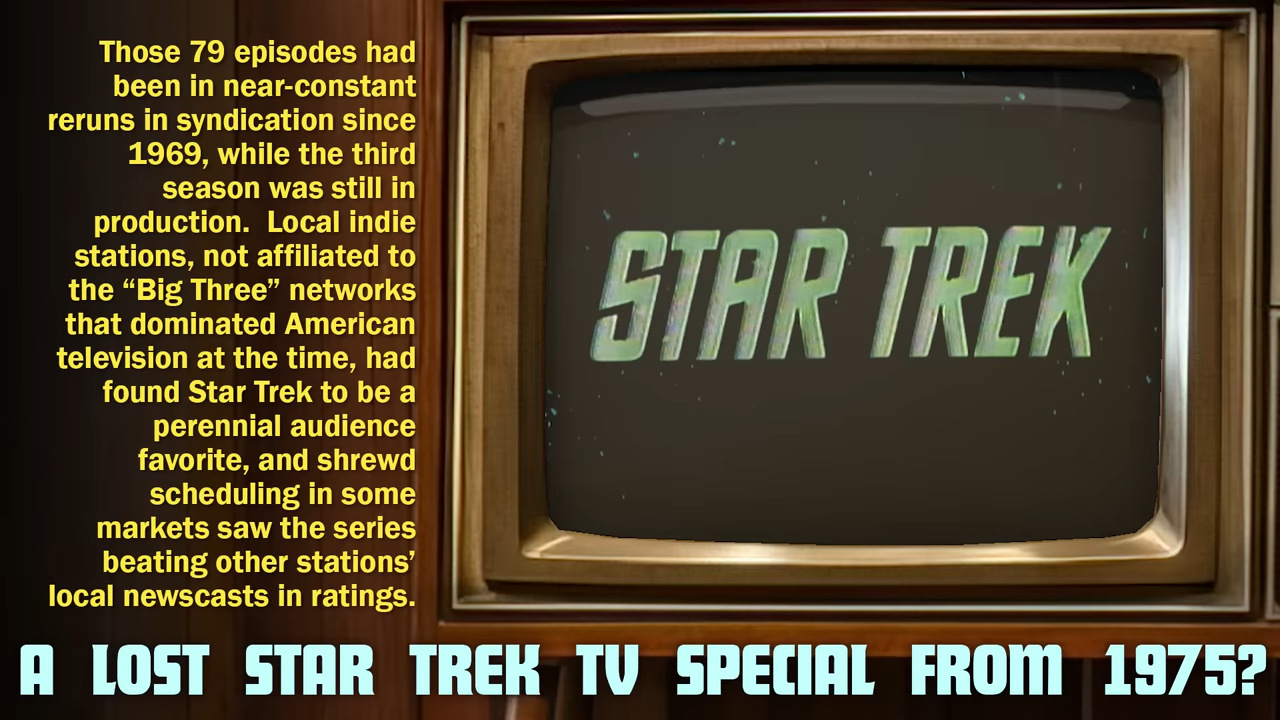 Those 79 episodes had
been in near-constant
reruns in syndication since
1969, while the third
season was still in
production.  Local indie
stations, not affiliated to
the “Big Three” networks
that dominated American
television at the time, had
found Star Trek to be a
perennial audience
favorite, and shrewd
scheduling in some
markets saw the series
beating other stations’
local newscasts in ratings.
STAR TREK
A LOST STAR TREK TV SPECIAL FROM 1975?